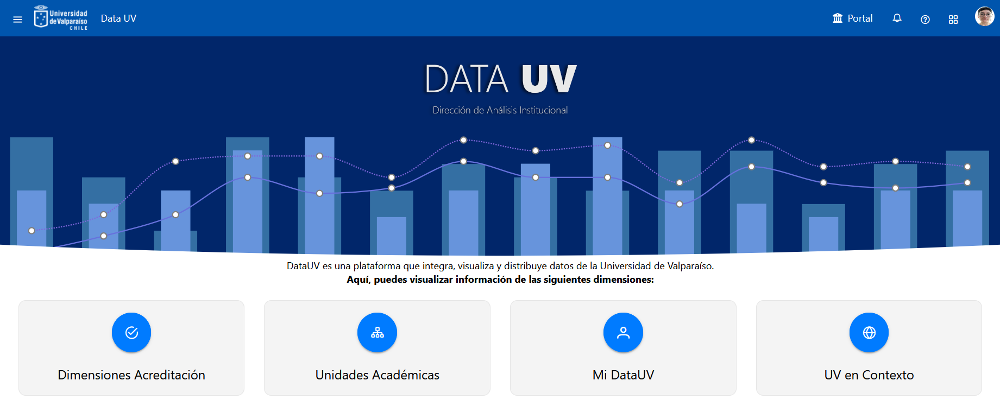 Universidad
de Valparaíso
CHILE
Data UV
Portal
DATA UV
Dirección de Análisis Institucional
DataUV es una plataforma que integra, visualiza y distribuye datos de la Universidad de Valparaíso.
Aquí, puedes visualizar información de las siguientes dimensiones:
Dimensiones Acreditación
Unidades Académicas
Mi DataUV
UV en Contexto